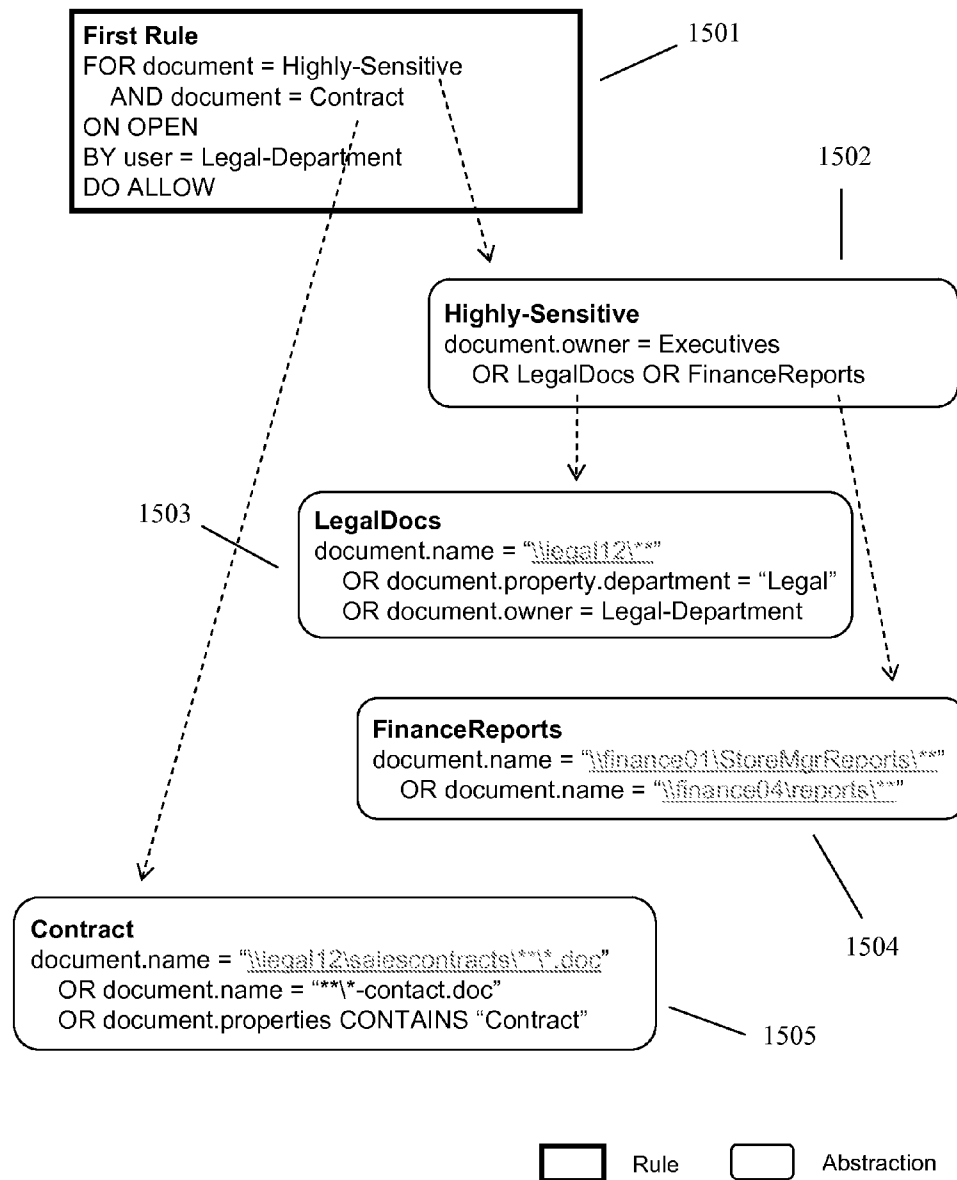 First Rule
FOR document = Highly-Sensitive
AND document = Contract
ON OPEN
BY user = Legal-Department
DO ALLOW
1501
1502
Highly-Sensitive
document.owner = Executives
OR LegalDocs OR FinanceReports
1503
LegalDocs
document.name = “\\legal12\**”
OR document.property.department = “Legal”
OR document.owner = Legal-Department
FinanceReports
document.name = “\\finance01\StoreMgrReports\**”
OR document.name = “\\finance04\reports\**”
1504
Contract
document.name = “\\legal12\salescontracts\**\*.doc”
OR document.name = “**\*-contact.doc”
OR document.properties CONTAINS “Contract”
1505
Rule
Abstraction